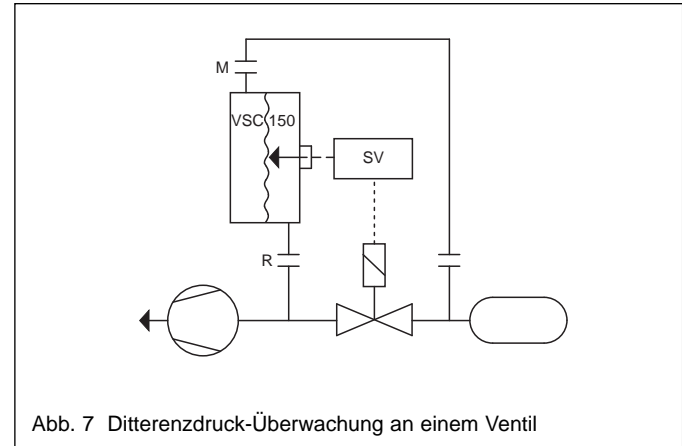 M
VSC 150
SV
R
Abb. 7 Ditterenzdruck-Überwachung an einem Ventil